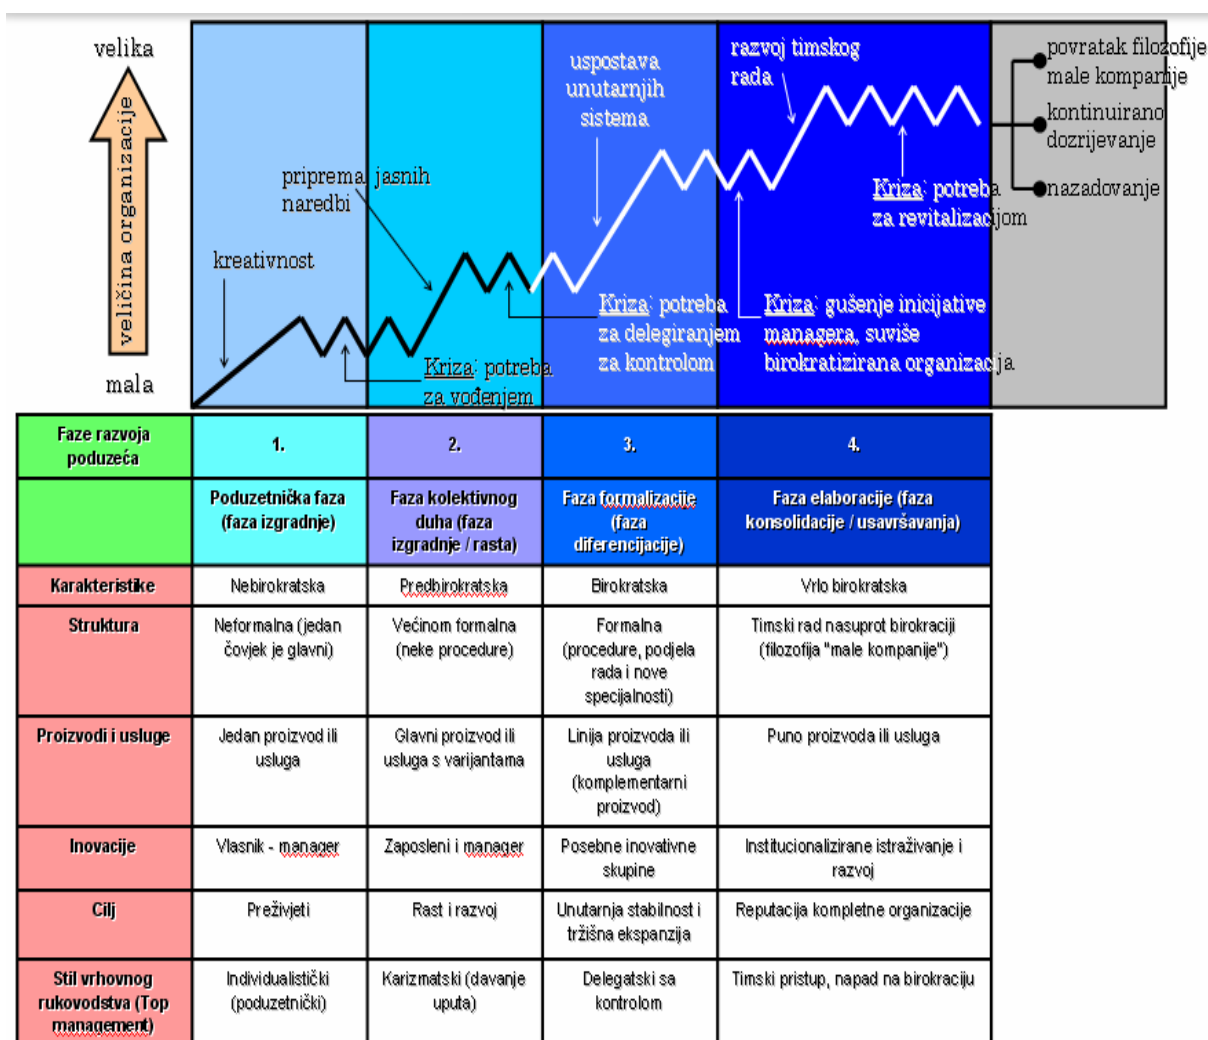 velika
veličina organizacije
mala
kreativnost
priprema jasnih
naredbi
Kriza: potreba
za vođenjem
uspostava
unutarnjih
sistema
Kriza: potreba
za delegiranjem
za kontrolom
razvoj timskog
rada
Kriza: gušenje inicijative
managera, suviše
birokratizirana organizacija
Kriza: potreba
za revitalizacijom
povratak filozofije
male kompanije
kontinuirano
dozrijevanje
nazadovanje
Faze razvoja
poduzeća
1.
2.
3.
4.
Poduzetnička faza
(faza izgradnje)
Faza kolektivnog
duha (faza
izgradnje / rasta)
Faza formalizacije
(faza
diferencijacije)
Faza elaboracije (faza
konsolidacije / usavršavanja)
Karakteristike
Nebirokratska
Predbirokratska
Birokratska
Vrlo birokratska
Struktura
Neformalna (jedan
čovjek je glavni)
Većinom formalna
(neke procedure)
Formalna
(procedure, podjela
rada i nove
specijalnosti)
Timski rad nasuprot birokraciji
(filozofija "male kompanije")
Proizvodi i usluge
Jedan proizvod ili
usluga
Glavni proizvod ili
usluga s varijantama
Linija proizvoda ili
usluga
(komplementarni
proizvod)
Puno proizvoda ili usluga
Inovacije
Vlasnik - manager
Zaposleni i manager
Posebne inovativne
skupine
Institucionalizirane istraživanje i
razvoj
Cilj
Preživjeti
Rast i razvoj
Unutarnja stabilnost i
tržišna ekspanzija
Reputacija kompletne organizacije
Stil vrhovnog
rukovodstva (Top
management)
Individualistički
(poduzetnički)
Karizmatski (davanje
uputa)
Delegatski sa
kontrolom
Timski pristup, napad na birokraciju